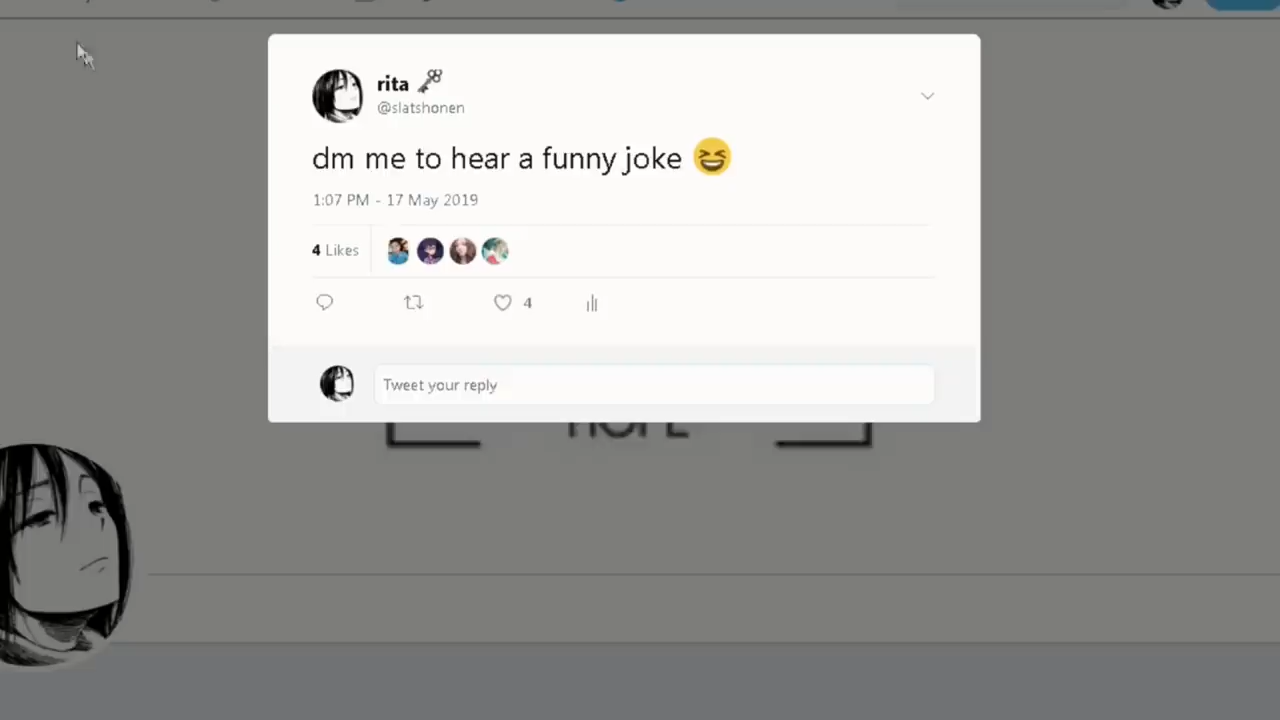 rita
@slatshonen
dm me to hear a funny joke 😆
1:07 PM - 17 May 2019
4 Likes
4
Tweet your reply
HOPE